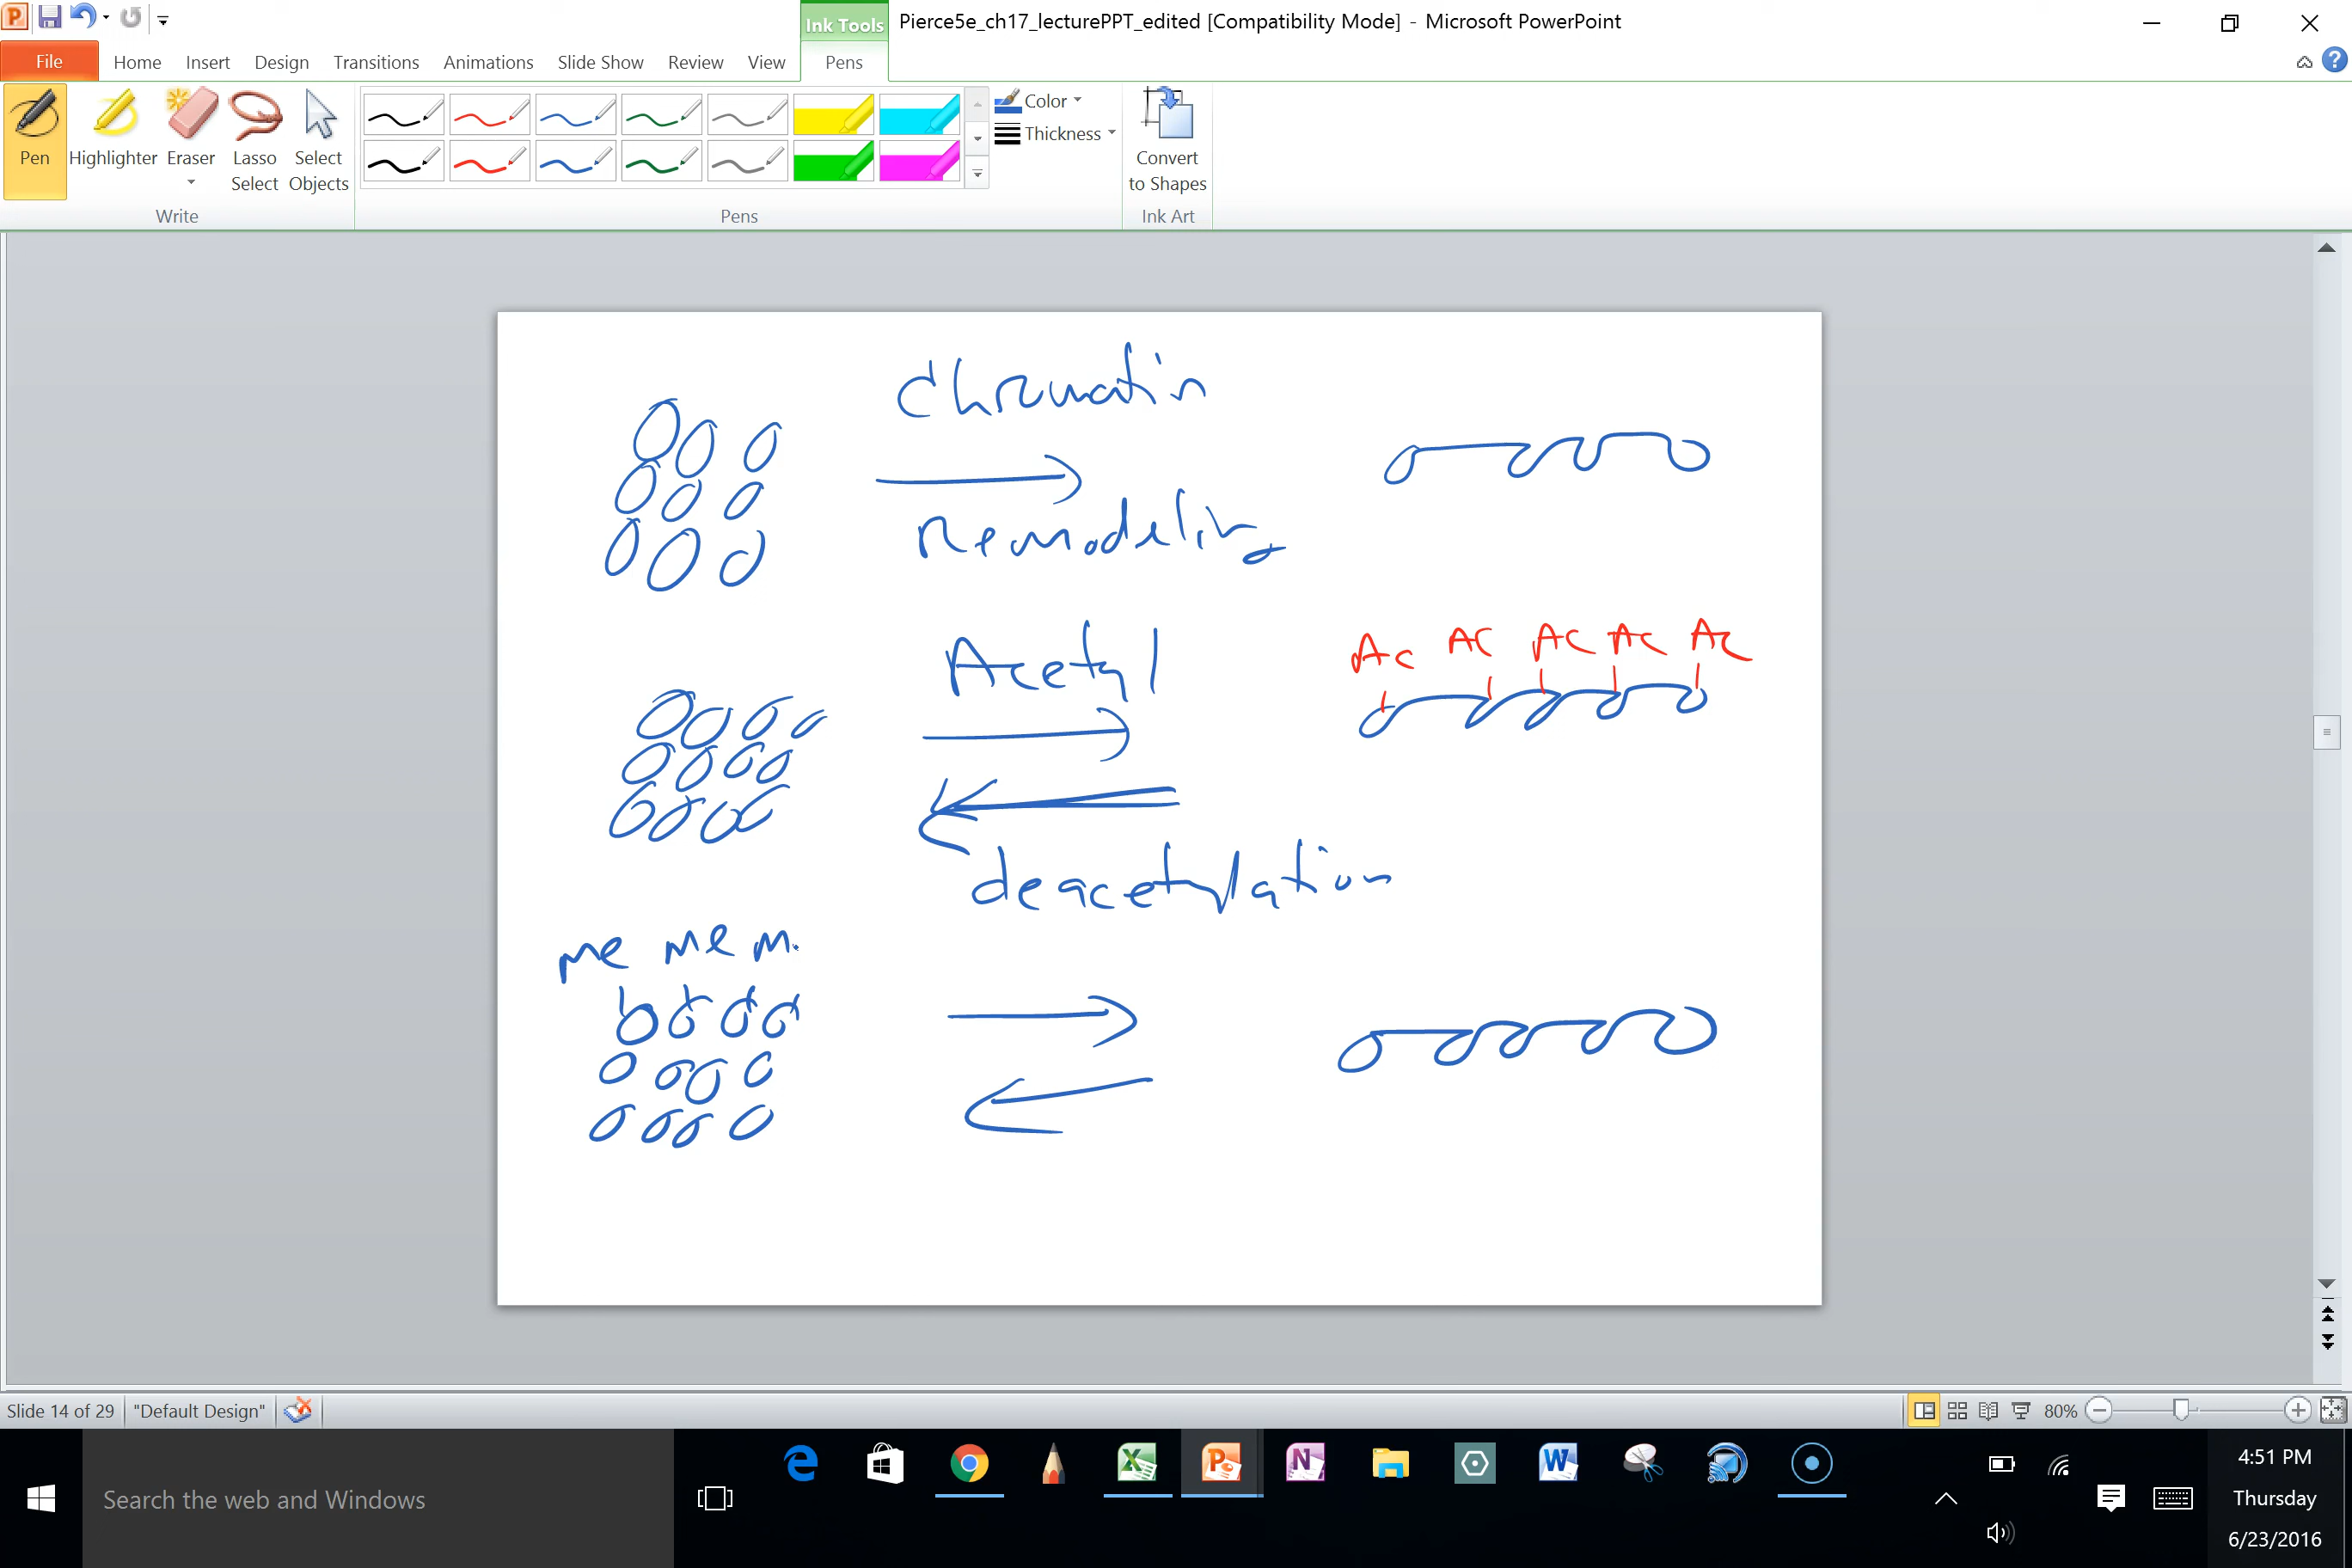 Ink Tools
Pierce5e_ch17_lecturePPT_edited [Compatibility Mode] - Microsoft PowerPoint
File Home Insert Design Transitions Animations Slide Show Review View Pens
Pen Highlighter Eraser Lasso Select Select Objects
Color
Thickness
Convert to Shapes
Write Pens Ink Art
Chromatin
Remodeling
Acetyl
Ac Ac Ac Ac Ac
deacetylation
me me m
Slide 14 of 29 "Default Design" 80%
Search the web and Windows
4:51 PM
Thursday
6/23/2016